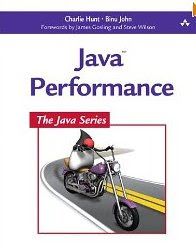 Charlie Hunt • Binu John
Forewords by James Gosling and Steve Wilson
Java™
Performance
The Java Series